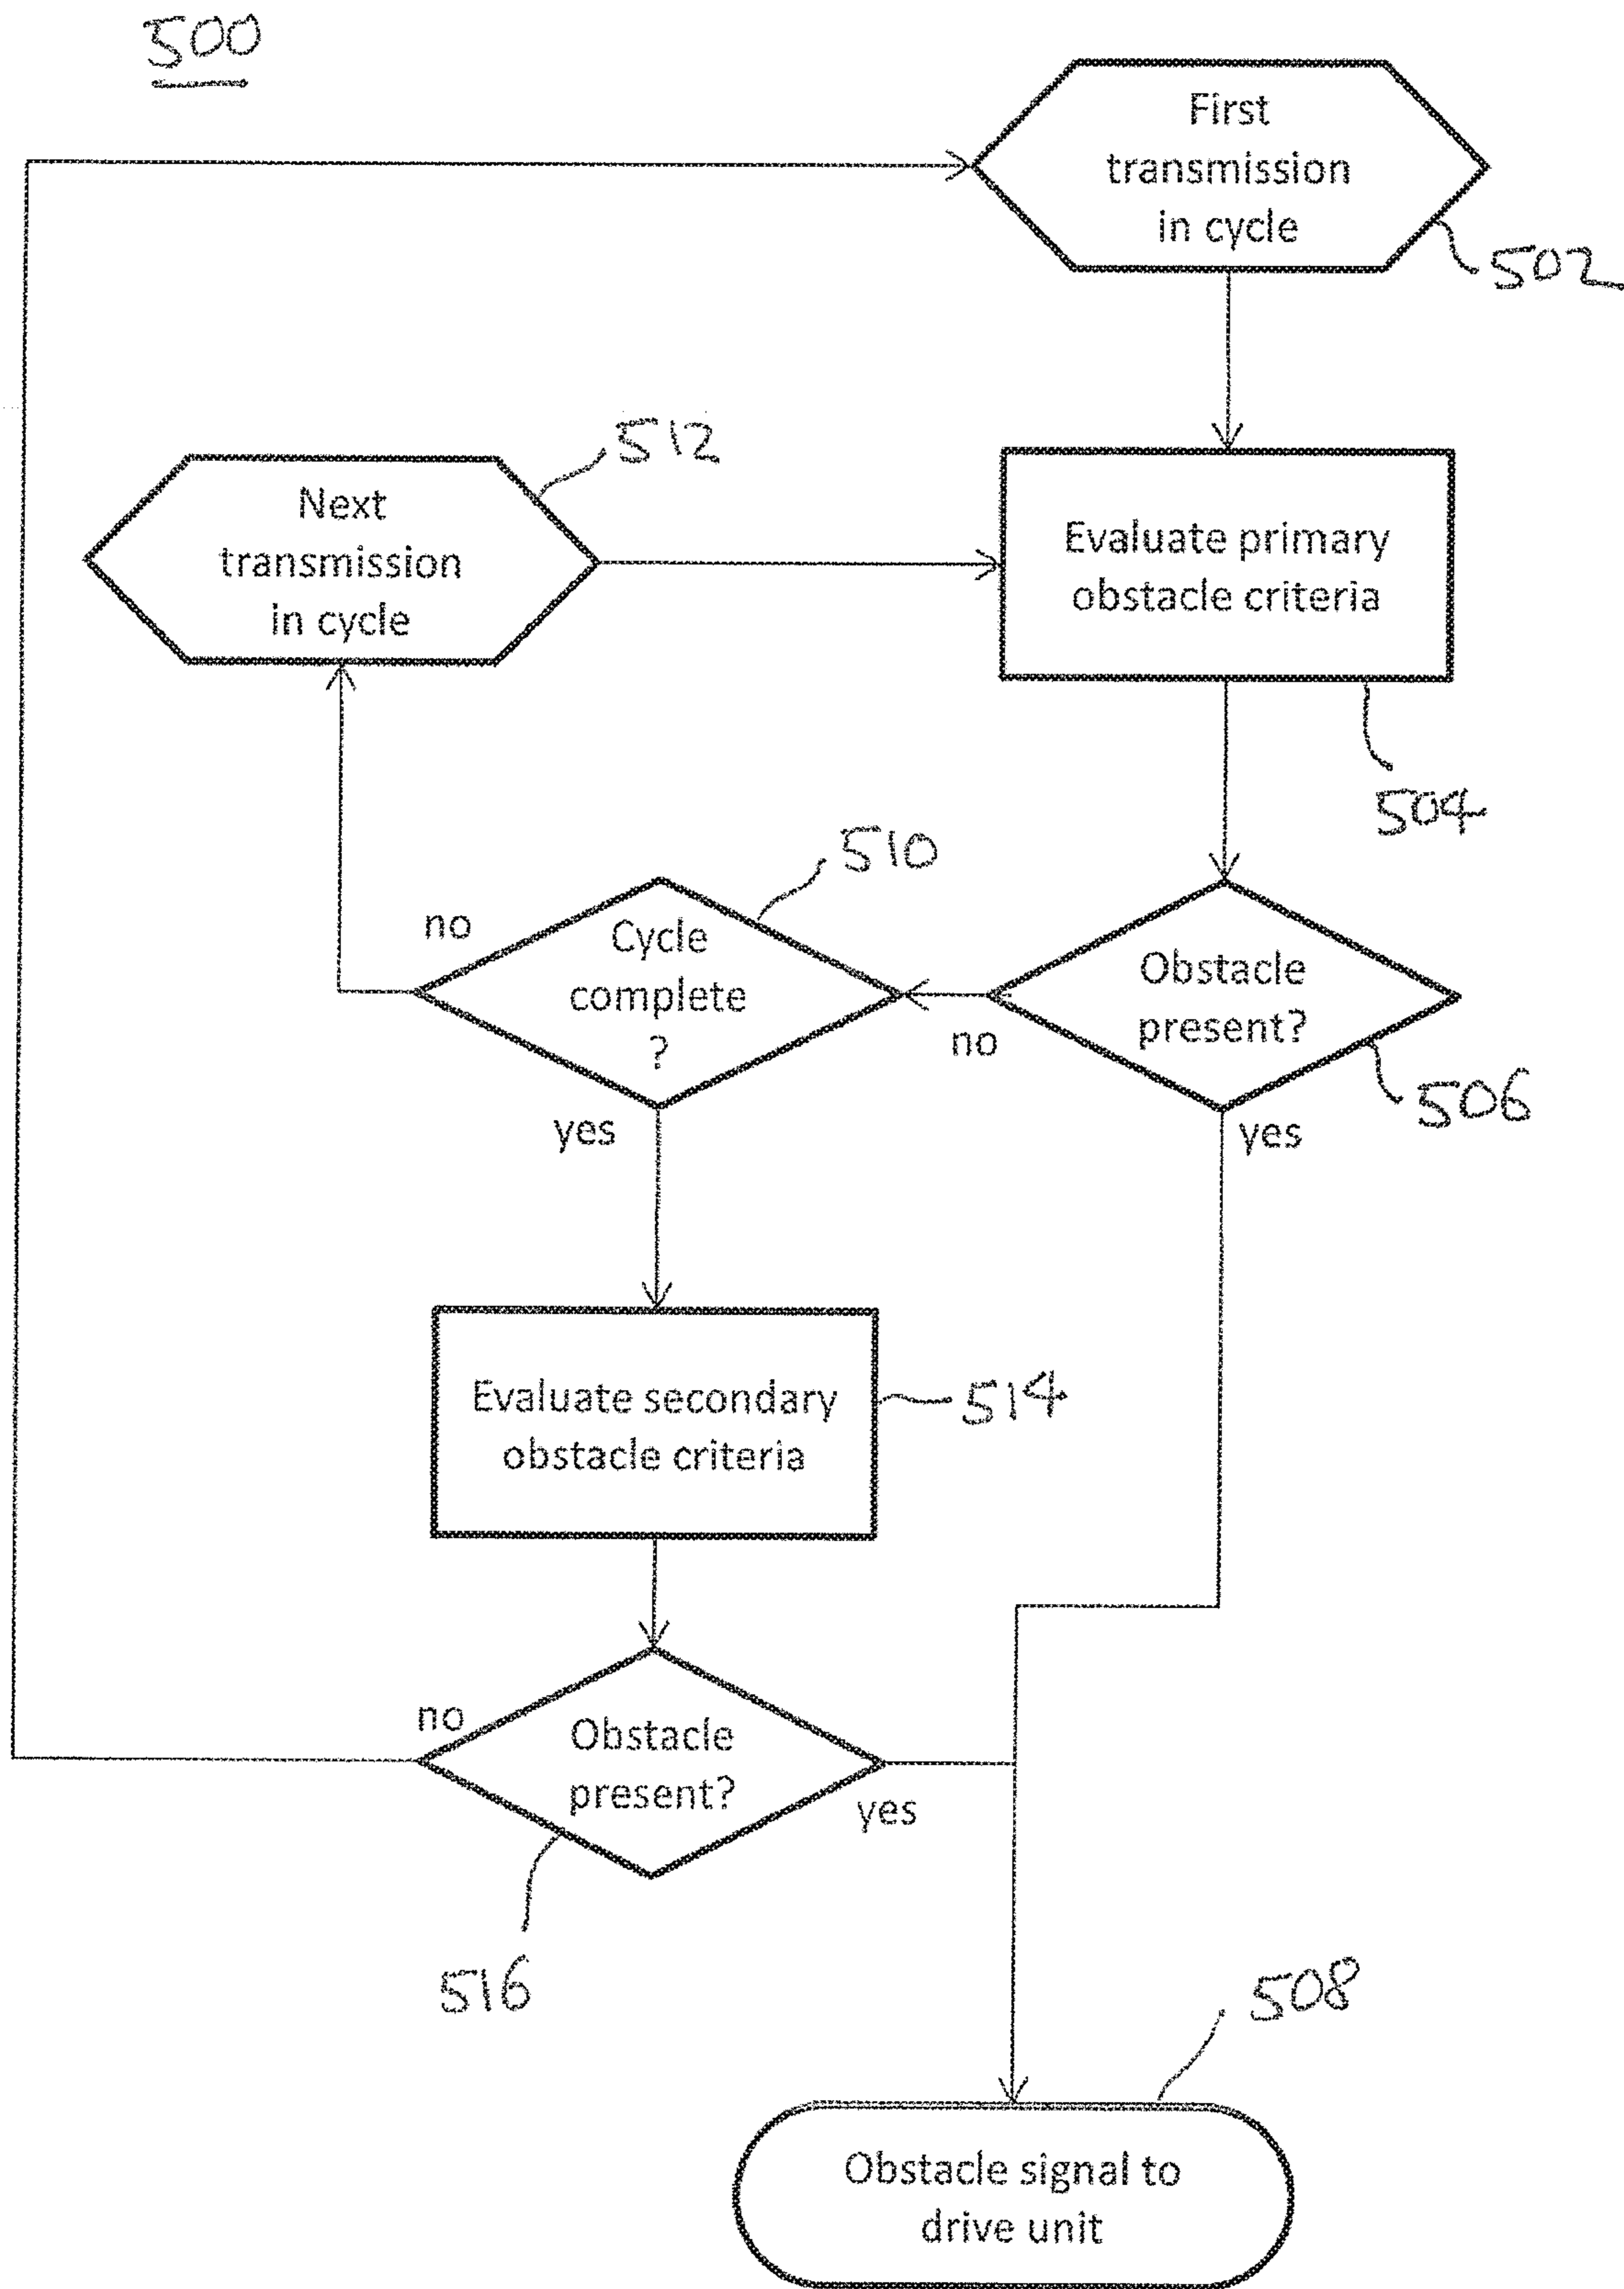 500
First
transmission
in cycle
502
512
Next
transmission
in cycle
Evaluate primary
obstacle criteria
504
510
no
Cycle
complete
?
no
Obstacle
present?
506
yes
yes
Evaluate secondary
obstacle criteria
514
no
Obstacle
present?
yes
516
508
Obstacle signal to
drive unit